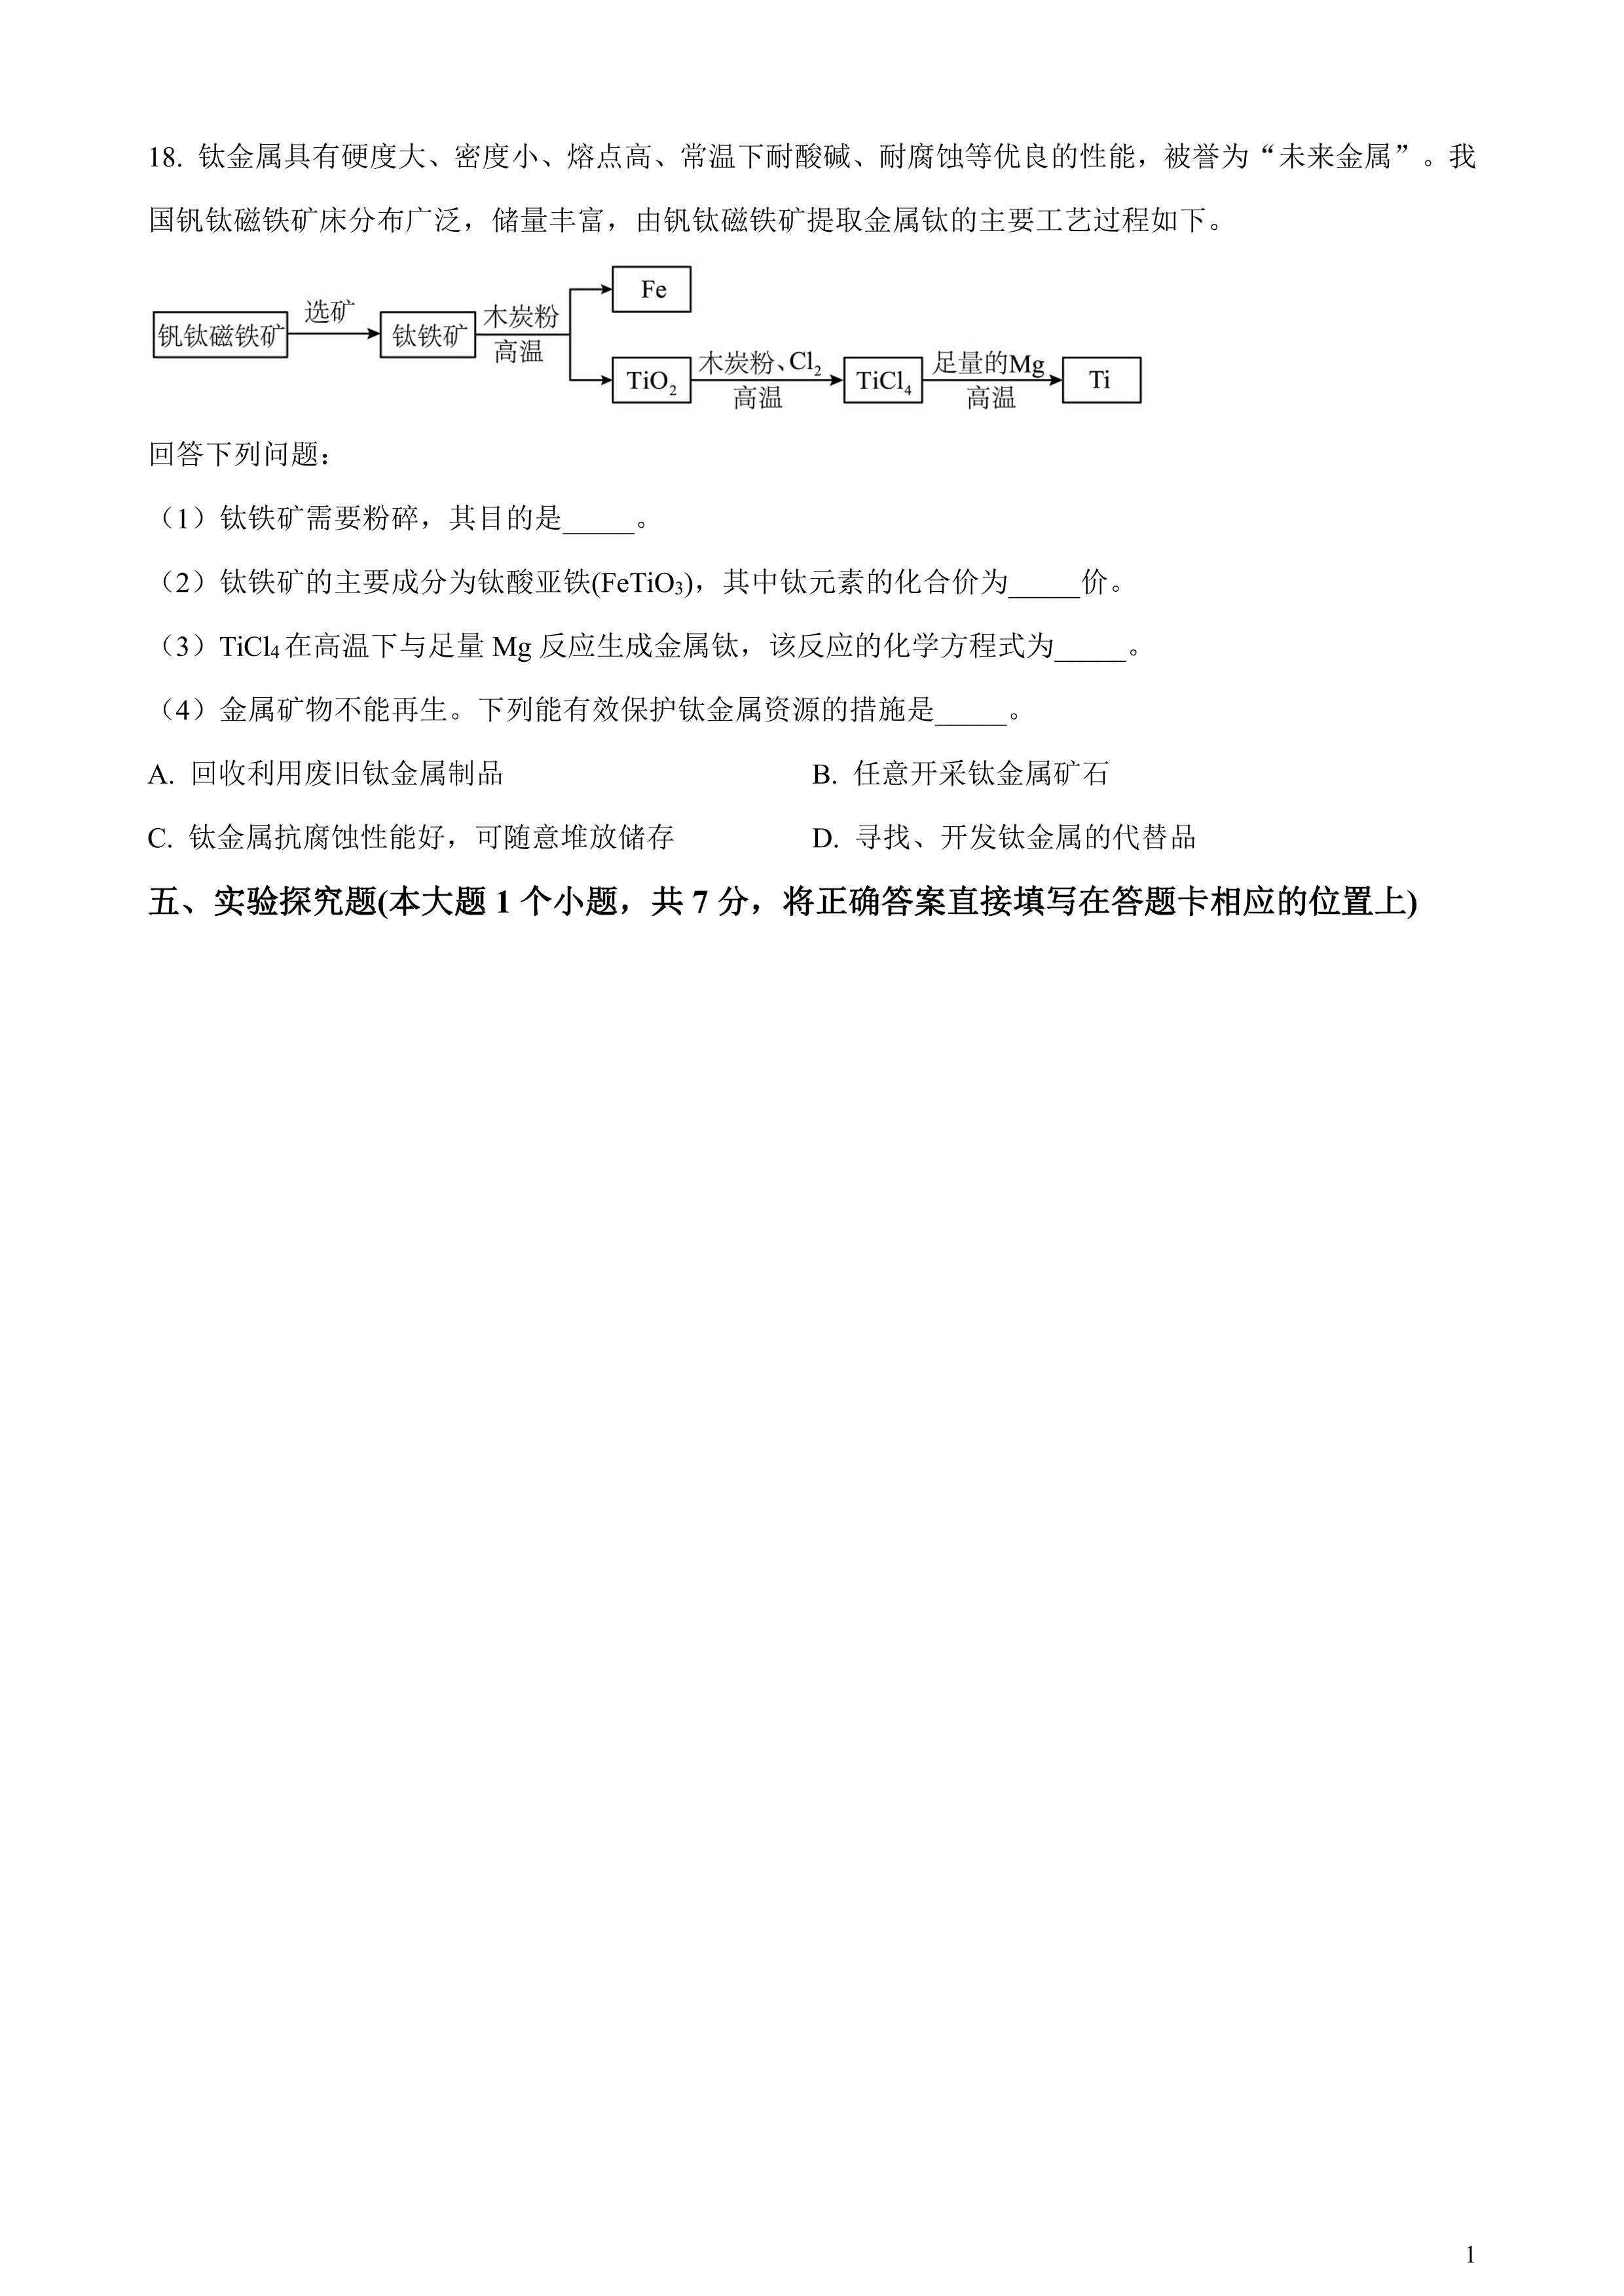 18. 钛金属具有硬度大、密度小、熔点高、常温下耐酸碱、耐腐蚀等优良的性能，被誉为“未来金属”。我
国钒钛磁铁矿床分布广泛，储量丰富，由钒钛磁铁矿提取金属钛的主要工艺过程如下。
钒钛磁铁矿 选矿 钛铁矿 木炭粉 高温 Fe
TiO₂ 木炭粉、Cl₂ 高温 TiCl₄ 足量的Mg 高温 Ti
回答下列问题：
（1）钛铁矿需要粉碎，其目的是_____。
（2）钛铁矿的主要成分为钛酸亚铁(FeTiO₃)，其中钛元素的化合价为_____价。
（3）TiCl₄在高温下与足量 Mg 反应生成金属钛，该反应的化学方程式为_____。
（4）金属矿物不能再生。下列能有效保护钛金属资源的措施是_____。
A. 回收利用废旧钛金属制品 B. 任意开采钛金属矿石
C. 钛金属抗腐蚀性能好，可随意堆放储存 D. 寻找、开发钛金属的代替品
五、实验探究题(本大题 1 个小题，共 7 分，将正确答案直接填写在答题卡相应的位置上)
1